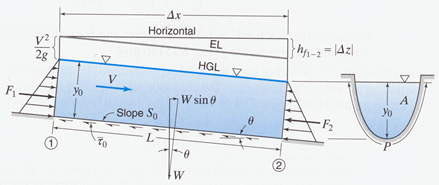 Δx
Horizontal
V²/2g
EL
h_f1-2 = |Δz|
HGL
V
F₁
y₀
W sin θ
A
y₀
Slope S₀
θ
F₂
τ̄₀
L
P
①
②
θ
W